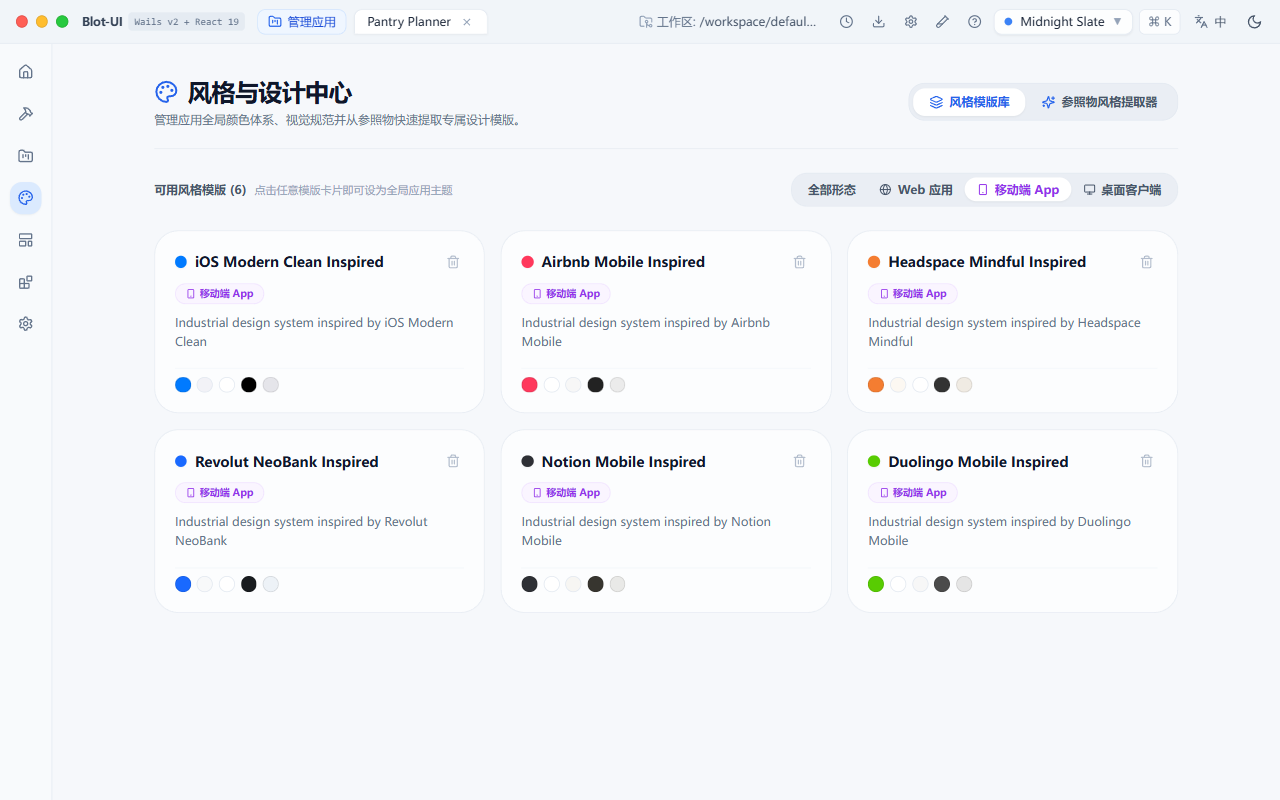 Blot-UI
Wails v2 + React 19
管理应用
Pantry Planner
工作区: /workspace/defaul...
Midnight Slate
⌘ K
中
风格与设计中心
管理应用全局颜色体系、视觉规范并从参照物快速提取专属设计模版。
风格模版库
参照物风格提取器
可用风格模版 (6)
点击任意模版卡片即可设为全局应用主题
全部形态
Web 应用
移动端 App
桌面客户端
iOS Modern Clean Inspired
移动端 App
Industrial design system inspired by iOS Modern
Clean
Airbnb Mobile Inspired
移动端 App
Industrial design system inspired by Airbnb
Mobile
Headspace Mindful Inspired
移动端 App
Industrial design system inspired by Headspace
Mindful
Revolut NeoBank Inspired
移动端 App
Industrial design system inspired by Revolut
NeoBank
Notion Mobile Inspired
移动端 App
Industrial design system inspired by Notion
Mobile
Duolingo Mobile Inspired
移动端 App
Industrial design system inspired by Duolingo
Mobile